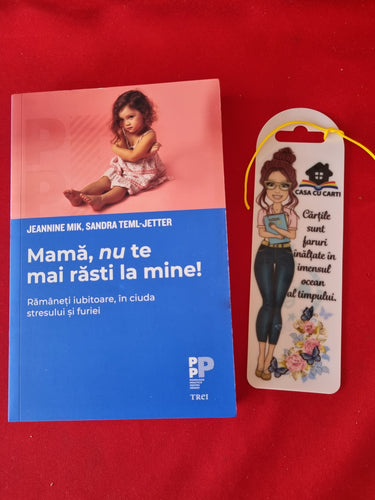 JEANNINE MIK, SANDRA TEML-JETTER
Mamă, nu te
mai răsti la mine!
Rămâneți iubitoare, în ciuda
stresului și furiei
TREI
CASA CU CARTI
Cărțile
sunt
faruri
înălțate în
imensul
ocean
al timpului.